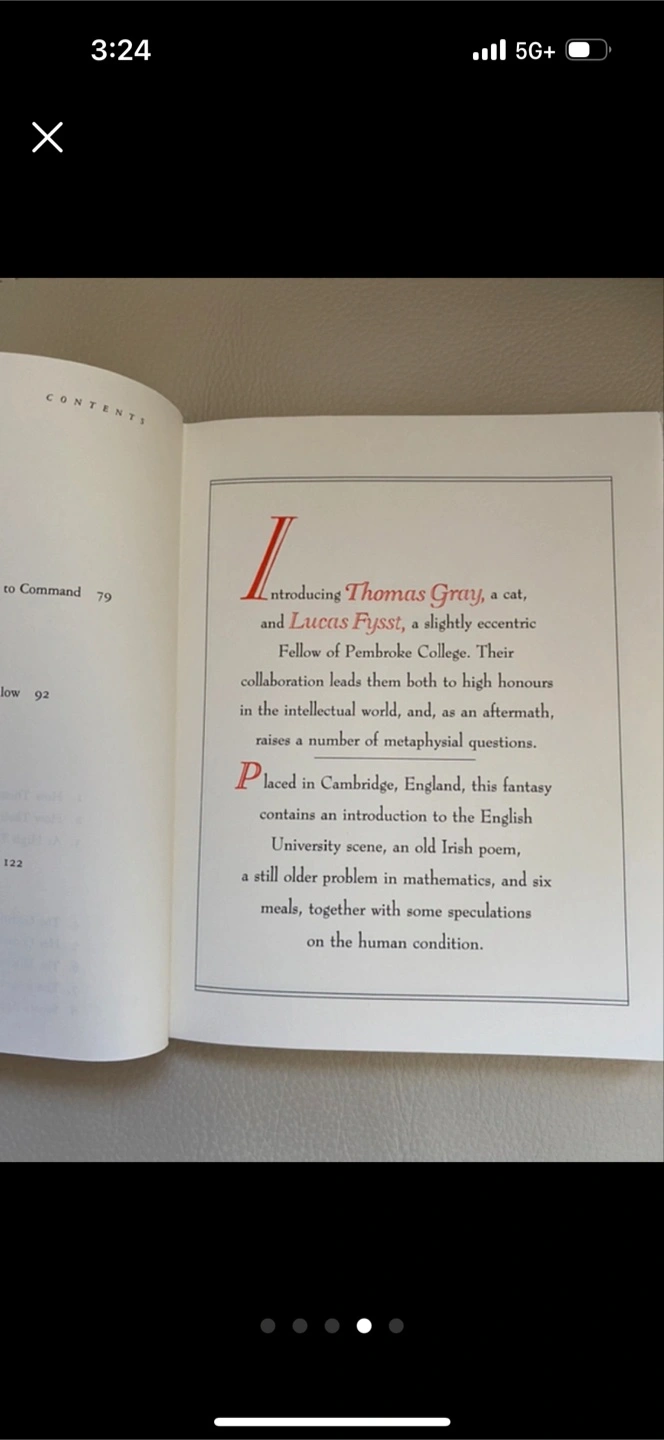 3:24
5G+
CONTENTS
to Command 79
low 92
122
Introducing Thomas Gray, a cat,
and Lucas Fysst, a slightly eccentric
Fellow of Pembroke College. Their
collaboration leads them both to high honours
in the intellectual world, and, as an aftermath,
raises a number of metaphysial questions.
Placed in Cambridge, England, this fantasy
contains an introduction to the English
University scene, an old Irish poem,
a still older problem in mathematics, and six
meals, together with some speculations
on the human condition.